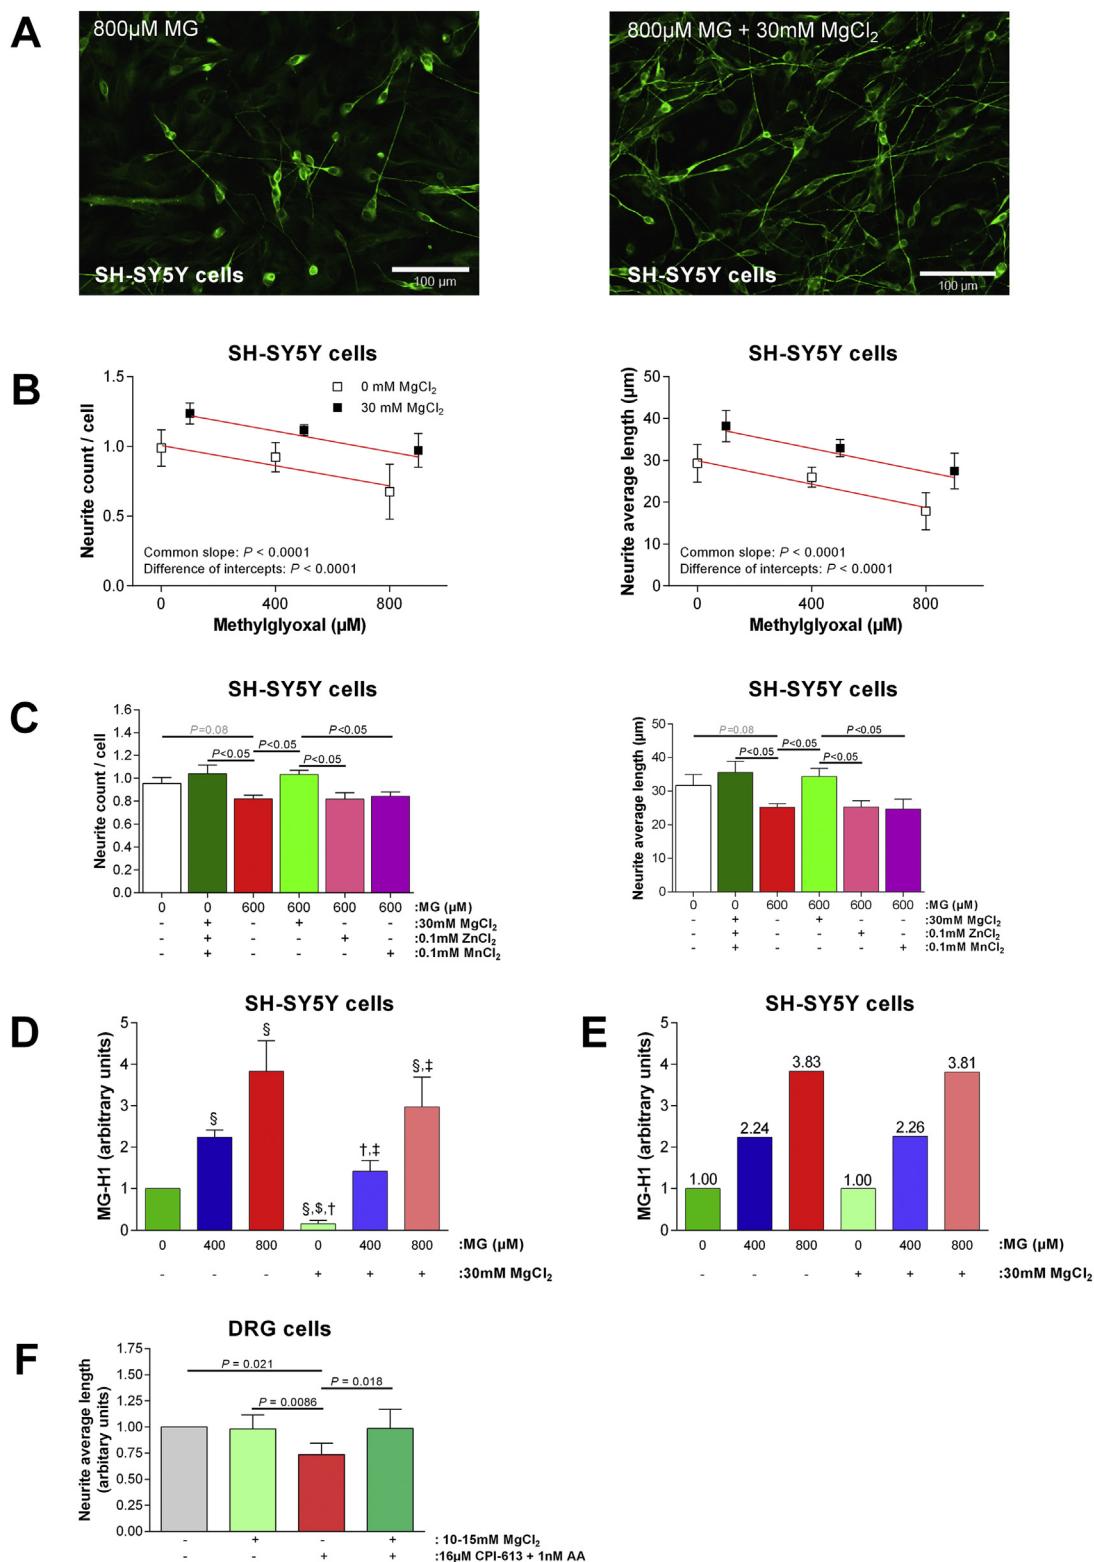 A
800µM MG
800µM MG + 30mM MgCl₂
SH-SY5Y cells
100 µm
SH-SY5Y cells
100 µm
B
SH-SY5Y cells
Neurite count / cell
1.5
1.0
0.5
0.0
0 mM MgCl₂
30 mM MgCl₂
Common slope: P < 0.0001
Difference of intercepts: P < 0.0001
0 400 800
Methylglyoxal (µM)
SH-SY5Y cells
Neurite average length (µm)
50
40
30
20
10
0
Common slope: P < 0.0001
Difference of intercepts: P < 0.0001
0 400 800
Methylglyoxal (µM)
C
SH-SY5Y cells
Neurite count / cell
1.6
1.4
1.2
1.0
0.8
0.6
0.4
0.2
0.0
P=0.08
P<0.05
P<0.05
P<0.05
P<0.05
0 0 600 600 600 600 :MG (µM)
- + - + - - :30mM MgCl₂
- + - - + - :0.1mM ZnCl₂
- + - - - + :0.1mM MnCl₂
SH-SY5Y cells
Neurite average length (µm)
50
40
30
20
10
0
P=0.08
P<0.05
P<0.05
P<0.05
P<0.05
0 0 600 600 600 600 :MG (µM)
- + - + - - :30mM MgCl₂
- + - - + - :0.1mM ZnCl₂
- + - - - + :0.1mM MnCl₂
D
SH-SY5Y cells
MG-H1 (arbitrary units)
5
4
3
2
1
0
§
§
§,$,†
†,‡
§,‡
0 400 800 0 400 800 :MG (µM)
- - - + + + :30mM MgCl₂
E
SH-SY5Y cells
MG-H1 (arbitrary units)
5
4
3
2
1
0
1.00
2.24
3.83
1.00
2.26
3.81
0 400 800 0 400 800 :MG (µM)
- - - + + + :30mM MgCl₂
F
DRG cells
Neurite average length
(arbitary units)
1.75
1.50
1.25
1.00
0.75
0.50
0.25
0.00
P = 0.021
P = 0.018
P = 0.0086
- + - + : 10-15mM MgCl₂
- - + + :16µM CPI-613 + 1nM AA